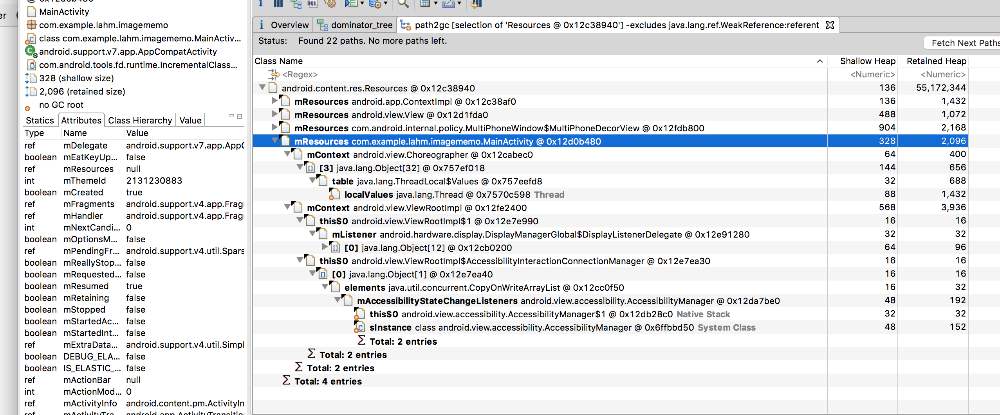 0x12d0b480
MainActivity
com.example.lahm.imagememo
class com.example.lahm.imagememo.MainActiv...
android.support.v7.app.AppCompatActivity
com.android.tools.fd.runtime.IncrementalClass...
328 (shallow size)
2,096 (retained size)
no GC root
Statics Attributes Class Hierarchy Value
Type Name Value
ref mDelegate android.support.v7.app.AppC
boolean mEatKeyUp... false
ref mResources null
int mThemeId 2131230883
boolean mCreated true
ref mFragments android.support.v4.app.Fragr
ref mHandler android.support.v4.app.Fragr
int mNextCandi... 0
boolean mOptionsM... false
ref mPendingFr... android.support.v4.util.Spars
boolean mReallyStop... false
boolean mRequested... false
boolean mResumed true
boolean mRetaining false
boolean mStopped false
boolean mStartedAc... false
boolean mStartedInt... false
ref mExtraData... android.support.v4.util.Simpl
boolean DEBUG_ELA... false
boolean IS_ELASTIC_... false
ref mActionBar null
int mActionMod... 0
ref mActivityInfo android.content.pm.ActivityIn
ref mActivityTra... android.app.ActivityTransitio
er
OQL
Overview dominator_tree path2gc [selection of 'Resources @ 0x12c38940'] -excludes java.lang.ref.WeakReference:referent
Status: Found 22 paths. No more paths left.
Fetch Next Paths
Class Name Shallow Heap Retained Heap
<Regex> <Numeric> <Numeric>
android.content.res.Resources @ 0x12c38940 136 55,172,344
mResources android.app.ContextImpl @ 0x12c38af0 136 1,432
mResources android.view.View @ 0x12d1fda0 488 1,072
mResources com.android.internal.policy.MultiPhoneWindow$MultiPhoneDecorView @ 0x12fdb800 904 2,168
mResources com.example.lahm.imagememo.MainActivity @ 0x12d0b480 328 2,096
mContext android.view.Choreographer @ 0x12cabec0 64 400
[3] java.lang.Object[32] @ 0x757ef018 144 656
table java.lang.ThreadLocal$Values @ 0x757eefd8 32 688
localValues java.lang.Thread @ 0x7570c598 Thread 88 1,432
mContext android.view.ViewRootImpl @ 0x12fe2400 568 3,936
this$0 android.view.ViewRootImpl$1 @ 0x12e7e990 16 16
mListener android.hardware.display.DisplayManagerGlobal$DisplayListenerDelegate @ 0x12e91280 32 32
[0] java.lang.Object[12] @ 0x12cb0200 64 96
this$0 android.view.ViewRootImpl$AccessibilityInteractionConnectionManager @ 0x12e7ea30 16 16
[0] java.lang.Object[1] @ 0x12e7ea40 16 16
elements java.util.concurrent.CopyOnWriteArrayList @ 0x12cc0f50 16 32
mAccessibilityStateChangeListeners android.view.accessibility.AccessibilityManager @ 0x12da7be0 48 192
this$0 android.view.accessibility.AccessibilityManager$1 @ 0x12db28c0 Native Stack 32 32
sInstance class android.view.accessibility.AccessibilityManager @ 0x6ffbbd50 System Class 48 152
Total: 2 entries
Total: 2 entries
Total: 2 entries
Total: 4 entries